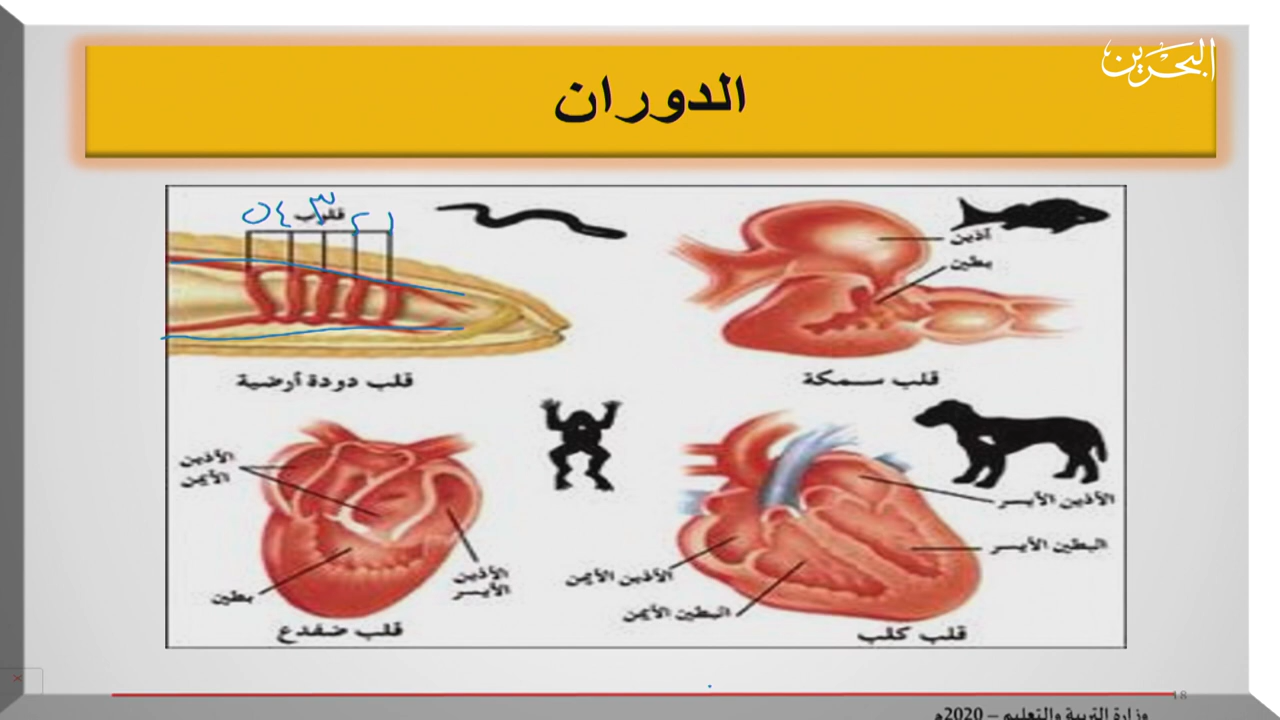 البحرين
الدوران
قلوب
١ ٢ ٣ ٤ ٥
أذين
بطين
قلب دودة أرضية
قلب سمكة
الأذين
الأيمن
بطين
الأذين
الأيسر
قلب ضفدع
الأذين الأيسر
البطين الأيسر
الأذين الأيمن
البطين الأيمن
قلب كلب
18
وزارة التربية والتعليم – 2020م